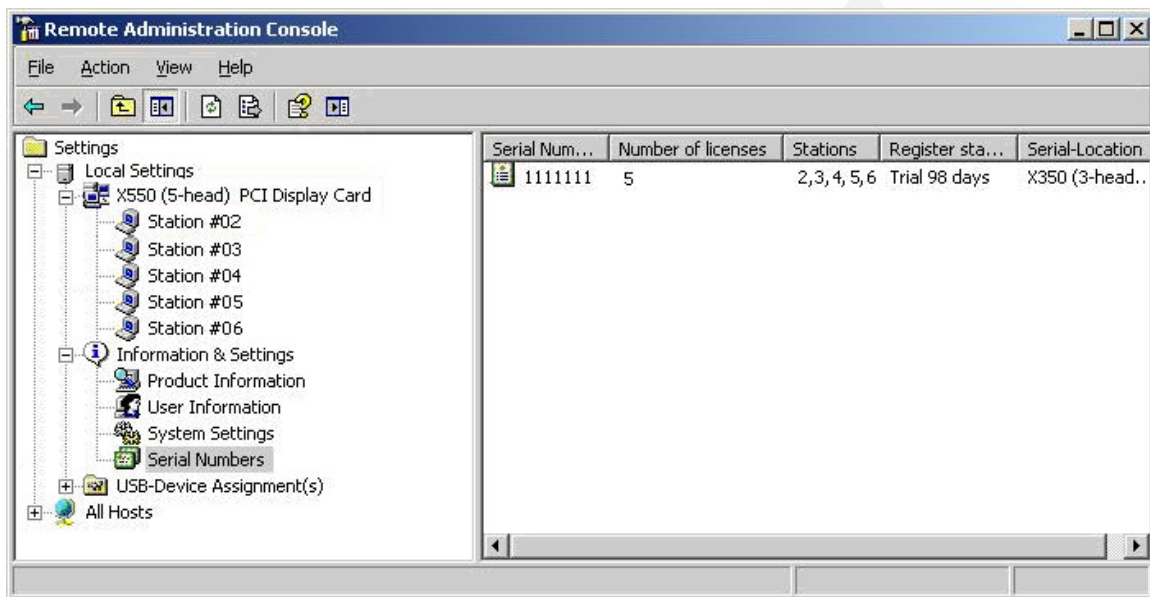 Remote Administration Console
File Action View Help
Settings
Local Settings
X550 (5-head) PCI Display Card
Station #02
Station #03
Station #04
Station #05
Station #06
Information & Settings
Product Information
User Information
System Settings
Serial Numbers
USB-Device Assignment(s)
All Hosts
Serial Num... Number of licenses Stations Register sta... Serial-Location
1111111 5 2,3,4,5,6 Trial 98 days X350 (3-head..